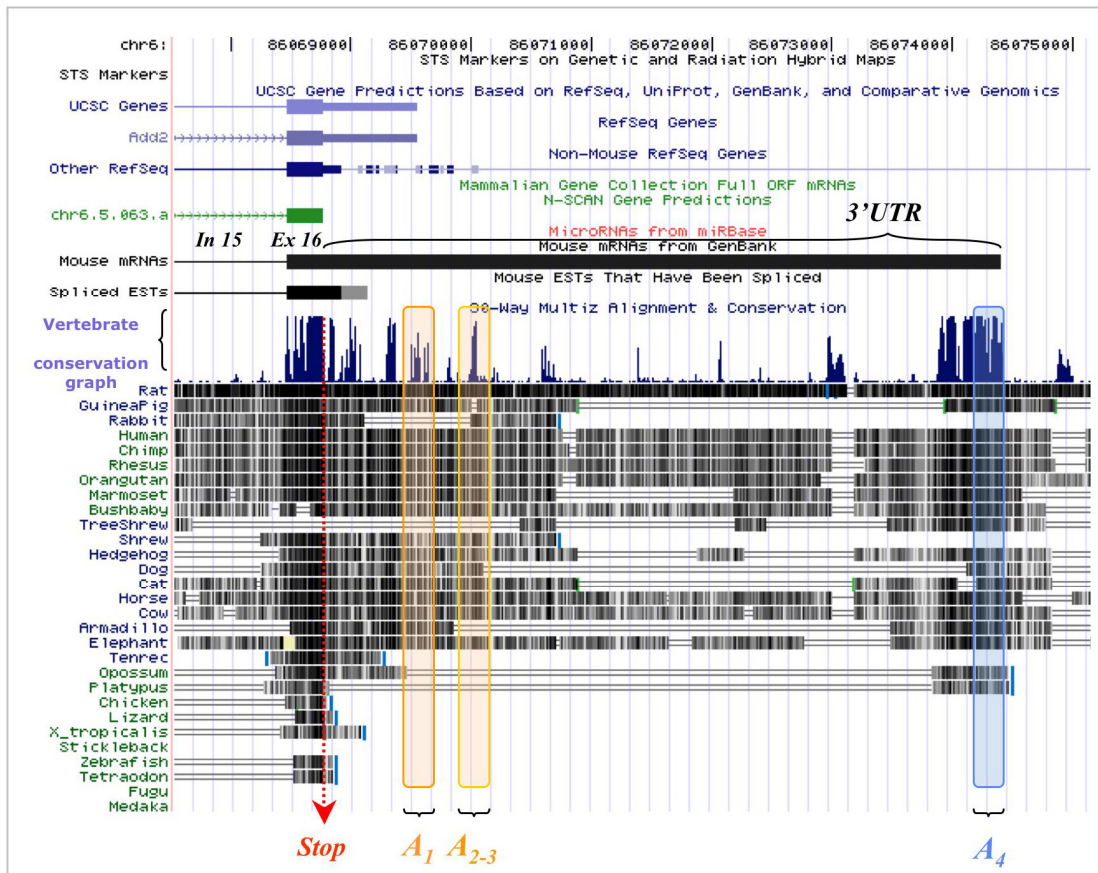 chr6: 86069000 86070000 86071000 86072000 86073000 86074000 86075000
STS Markers on Genetic and Radiation Hybrid Maps
STS Markers
UCSC Gene Predictions Based on RefSeq, UniProt, GenBank, and Comparative Genomics
UCSC Genes
RefSeq Genes
Add2
Non-Mouse RefSeq Genes
Other RefSeq
Mammalian Gene Collection Full ORF mRNAs
N-SCAN Gene Predictions
chr6.5.063.a
3'UTR
MicroRNAs from miRBase
In 15 Ex 16
Mouse mRNAs from GenBank
Mouse mRNAs
Mouse ESTs That Have Been Spliced
Spliced ESTs
30-Way Multiz Alignment & Conservation
Vertebrate
conservation
graph
Rat
GuineaPig
Rabbit
Human
Chimp
Rhesus
Orangutan
Marmoset
Bushbaby
TreeShrew
Shrew
Hedgehog
Dog
Cat
Horse
Cow
Armadillo
Elephant
Tenrec
Opossum
Platypus
Chicken
Lizard
X_tropicalis
Stickleback
Zebrafish
Tetraodon
Fugu
Medaka
Stop A1 A2-3 A4